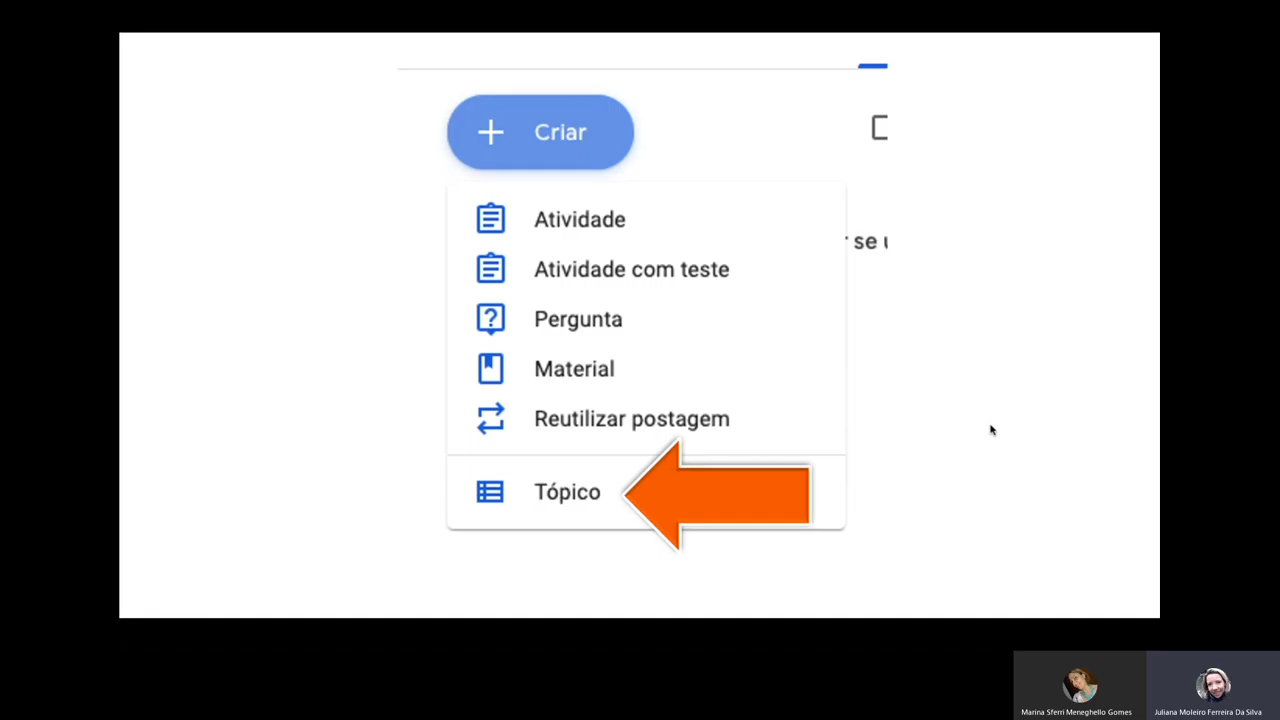 Criar
Atividade
Atividade com teste
se
Pergunta
Material
Reutilizar postagem
Tópico
Marina Sferri Meneghello Gomes
Juliana Moleiro Ferreira Da Silva